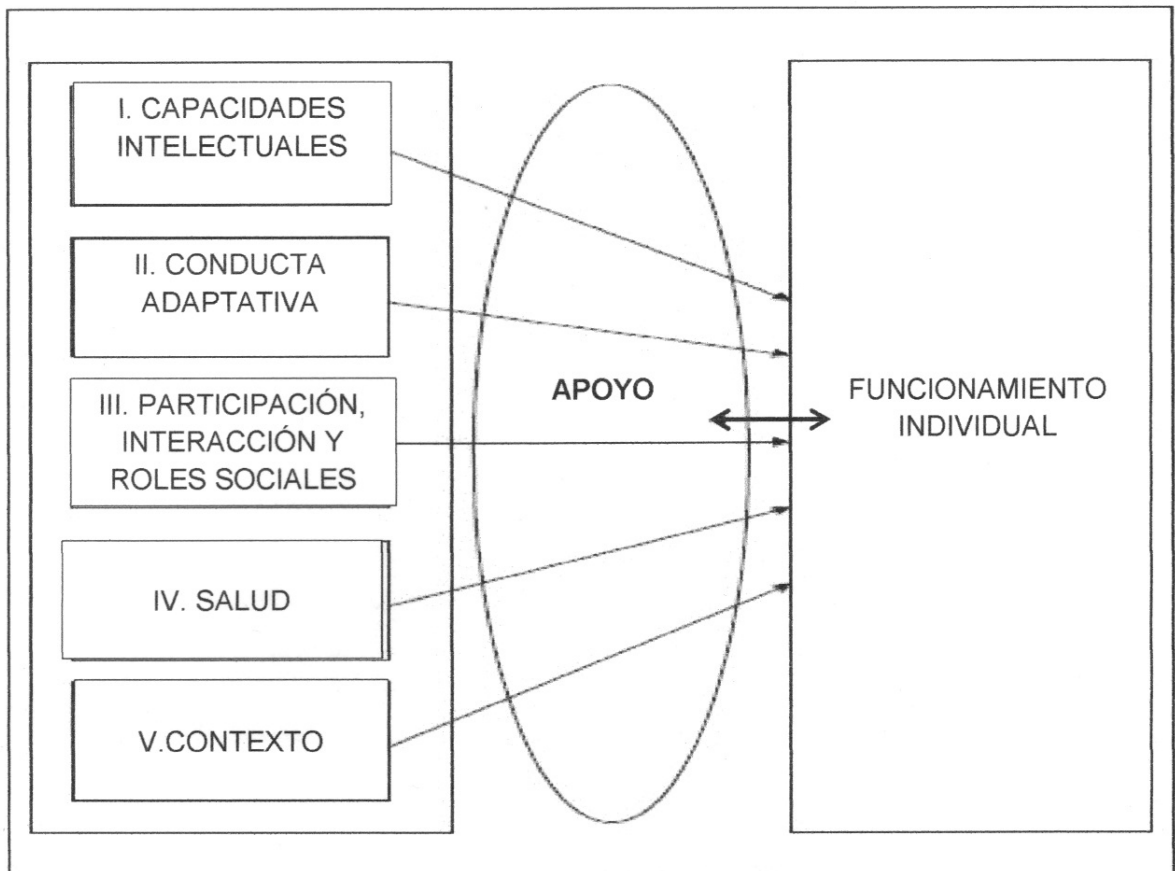 I. CAPACIDADES
INTELECTUALES
II. CONDUCTA
ADAPTATIVA
III. PARTICIPACIÓN,
INTERACCIÓN Y
ROLES SOCIALES
IV. SALUD
V.CONTEXTO
APOYO
FUNCIONAMIENTO
INDIVIDUAL